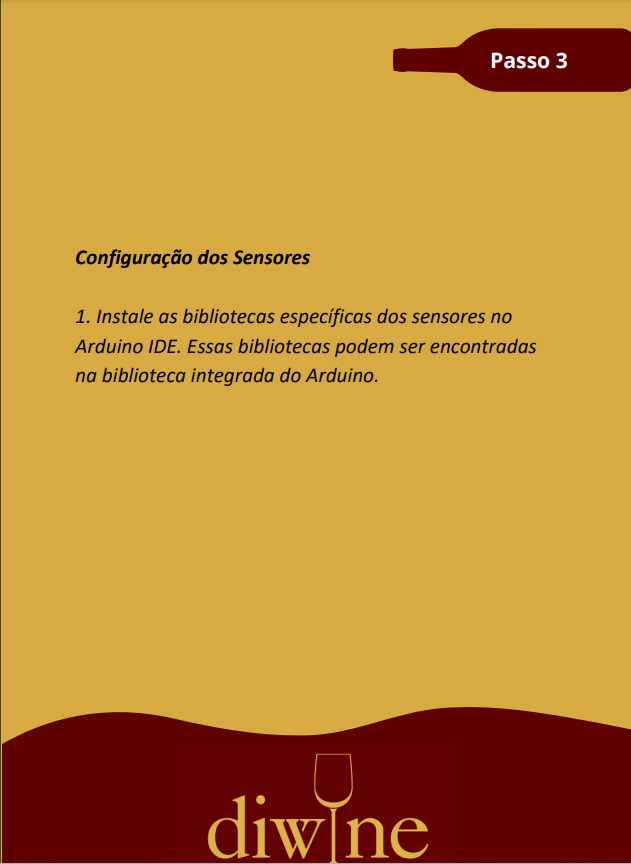 Passo 3
Configuração dos Sensores
1. Instale as bibliotecas específicas dos sensores no
Arduino IDE. Essas bibliotecas podem ser encontradas
na biblioteca integrada do Arduino.
diwine